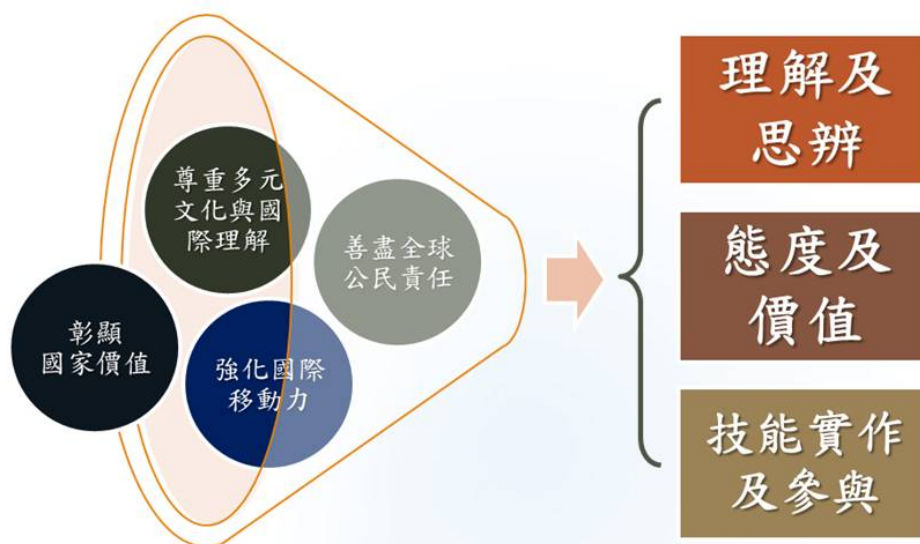 尊重多元
文化與國
際理解
善盡全球
公民責任
彰顯
國家價值
強化國際
移動力
理解及
思辨
態度及
價值
技能實作
及參與